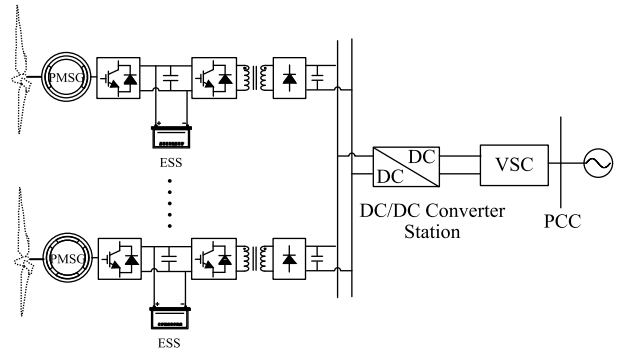 PMSG
+ −
ESS
DC
DC
VSC
DC/DC Converter
Station
PCC
PMSG
+ −
ESS